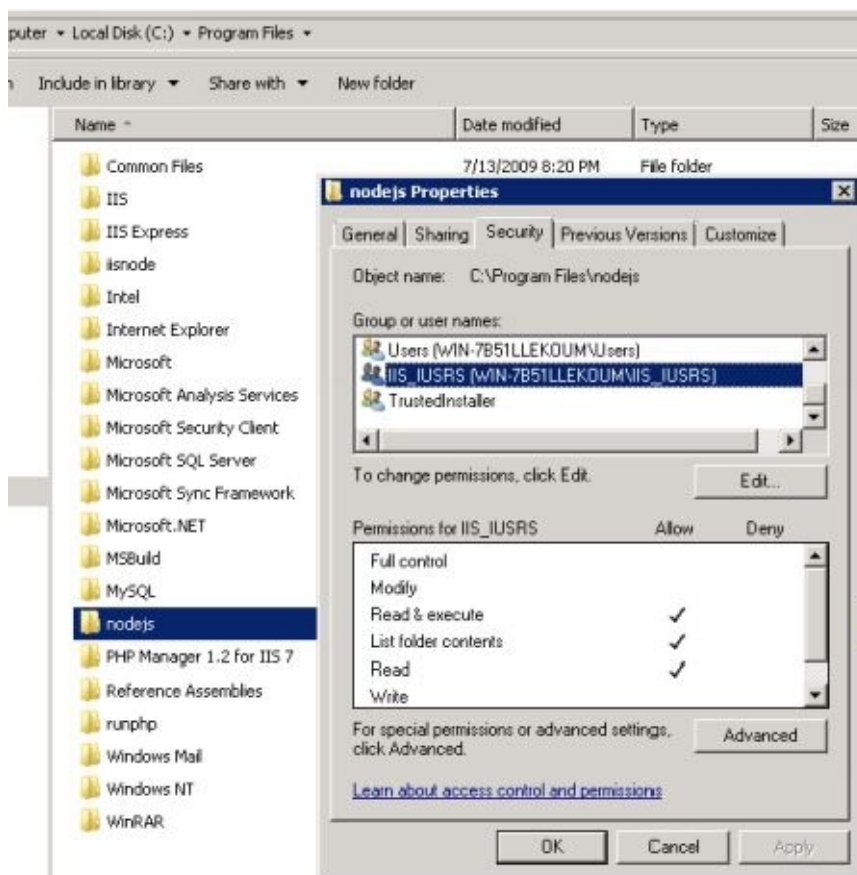 puter ▾ Local Disk (C:) ▾ Program Files ▾
Include in library ▾ Share with ▾ New folder
Name Date modified Type Size
Common Files 7/13/2009 8:20 PM File folder
IIS
IIS Express
iisnode
Intel
Internet Explorer
Microsoft
Microsoft Analysis Services
Microsoft Security Client
Microsoft SQL Server
Microsoft Sync Framework
Microsoft.NET
MSBuild
MySQL
nodejs
PHP Manager 1.2 for IIS 7
Reference Assemblies
runphp
Windows Mail
Windows NT
WinRAR
nodejs Properties
General Sharing Security Previous Versions Customize
Object name: C:\Program Files\nodejs
Group or user names:
Users (WIN-7B51LLEKOUM\Users)
IIS_IUSRS (WIN-7B51LLEKOUM\IIS_IUSRS)
TrustedInstaller
To change permissions, click Edit. Edit...
Permissions for IIS_IUSRS Allow Deny
Full control
Modify
Read & execute ✓
List folder contents ✓
Read ✓
Write
For special permissions or advanced settings, Advanced
click Advanced.
Learn about access control and permissions
OK Cancel Apply